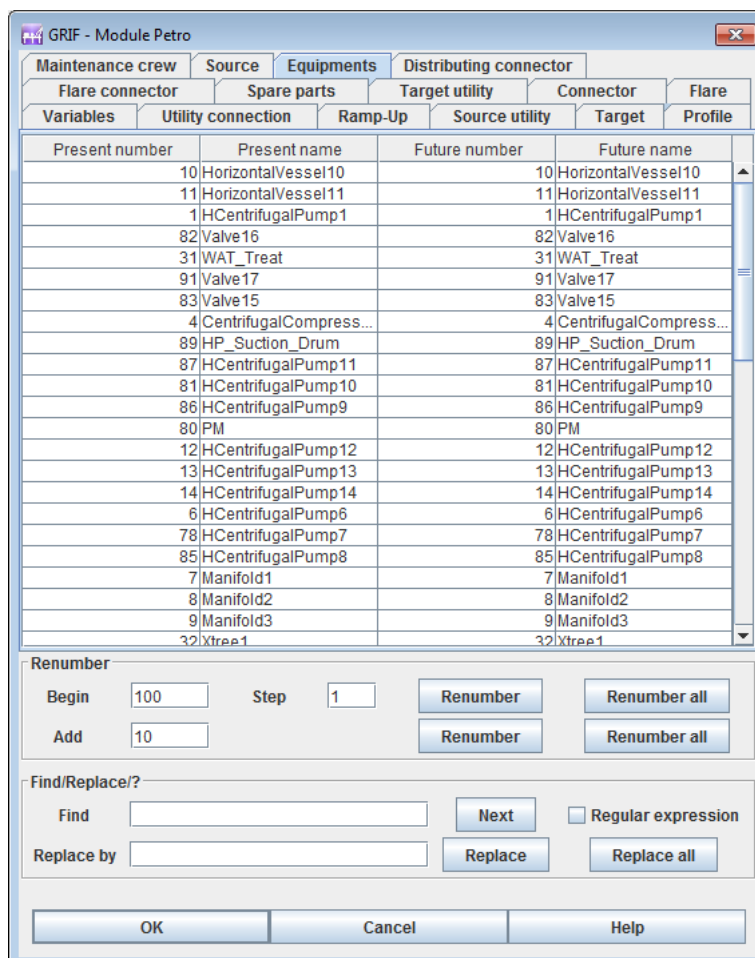 GRIF - Module Petro
Maintenance crew Source Equipments Distributing connector
Flare connector Spare parts Target utility Connector Flare
Variables Utility connection Ramp-Up Source utility Target Profile
Present number Present name Future number Future name
10 HorizontalVessel10 10 HorizontalVessel10
11 HorizontalVessel11 11 HorizontalVessel11
1 HCentrifugalPump1 1 HCentrifugalPump1
82 Valve16 82 Valve16
31 WAT_Treat 31 WAT_Treat
91 Valve17 91 Valve17
83 Valve15 83 Valve15
4 CentrifugalCompress... 4 CentrifugalCompress...
89 HP_Suction_Drum 89 HP_Suction_Drum
87 HCentrifugalPump11 87 HCentrifugalPump11
81 HCentrifugalPump10 81 HCentrifugalPump10
86 HCentrifugalPump9 86 HCentrifugalPump9
80 PM 80 PM
12 HCentrifugalPump12 12 HCentrifugalPump12
13 HCentrifugalPump13 13 HCentrifugalPump13
14 HCentrifugalPump14 14 HCentrifugalPump14
6 HCentrifugalPump6 6 HCentrifugalPump6
78 HCentrifugalPump7 78 HCentrifugalPump7
85 HCentrifugalPump8 85 HCentrifugalPump8
7 Manifold1 7 Manifold1
8 Manifold2 8 Manifold2
9 Manifold3 9 Manifold3
32 Xtree1 32 Xtree1
Renumber
Begin 100 Step 1 Renumber Renumber all
Add 10 Renumber Renumber all
Find/Replace/?
Find Next Regular expression
Replace by Replace Replace all
OK Cancel Help